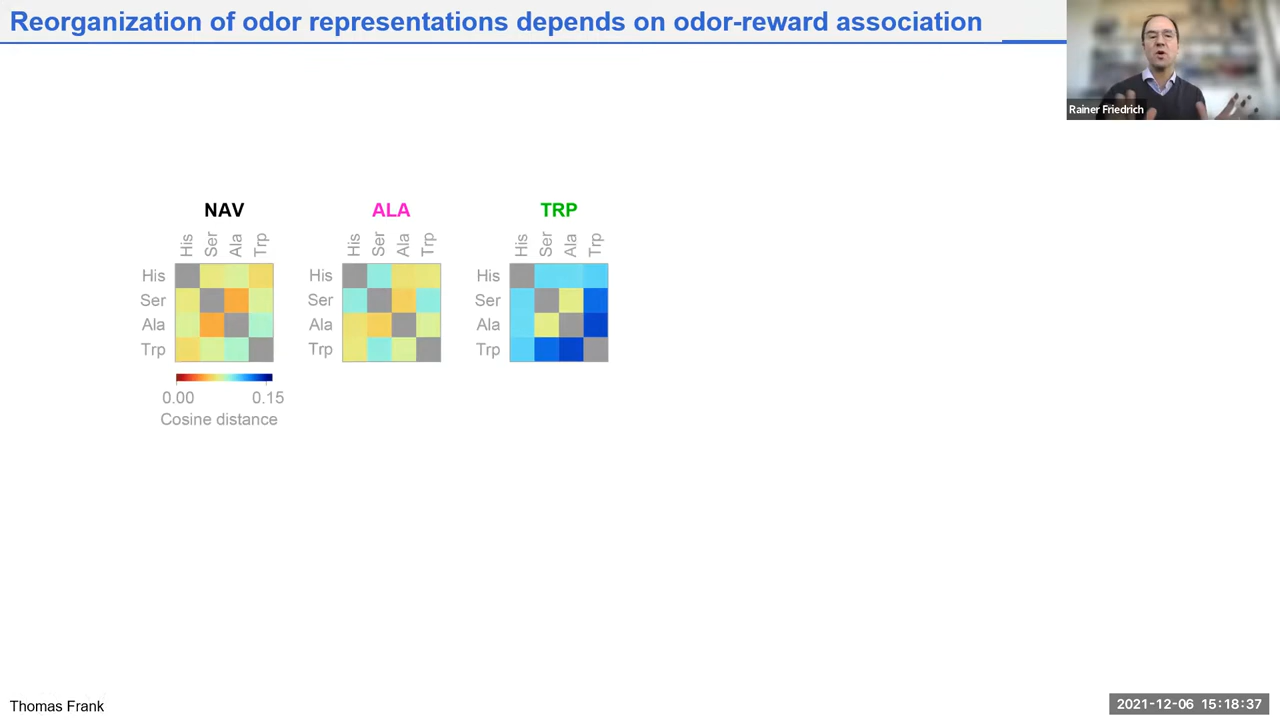 Reorganization of odor representations depends on odor-reward association
Rainer Friedrich
NAV
ALA
TRP
His Ser Ala Trp
His Ser Ala Trp
His Ser Ala Trp
His
Ser
Ala
Trp
His
Ser
Ala
Trp
His
Ser
Ala
Trp
0.00 0.15
Cosine distance
Thomas Frank
2021-12-06 15:18:37